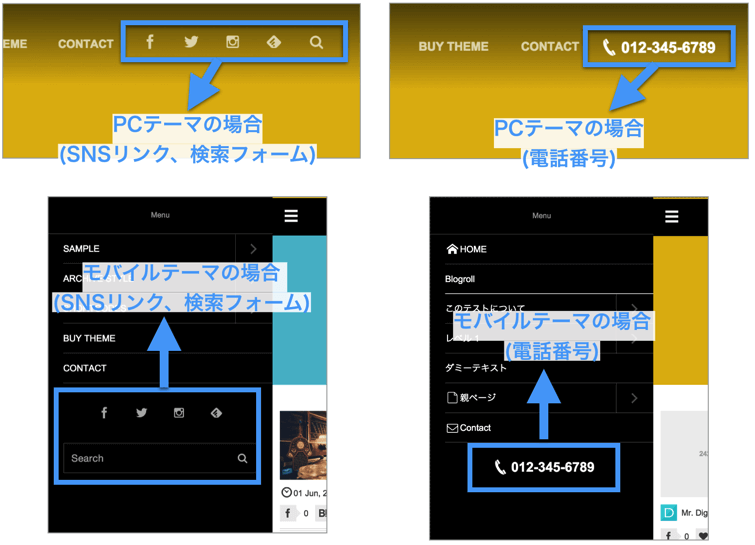 EME CONTACT
PCテーマの場合
(SNSリンク、検索フォーム)
BUY THEME CONTACT 012-345-6789
PCテーマの場合
(電話番号)
Menu
SAMPLE
モバイルテーマの場合
(SNSリンク、検索フォーム)
BUY THEME
CONTACT
Search
01 Jun, 2
0
Menu
HOME
Blogroll
このテストについて
モバイルテーマの場合
レベル 1
(電話番号)
ダミーテキスト
親ページ
Contact
012-345-6789
Mr. Dig
0